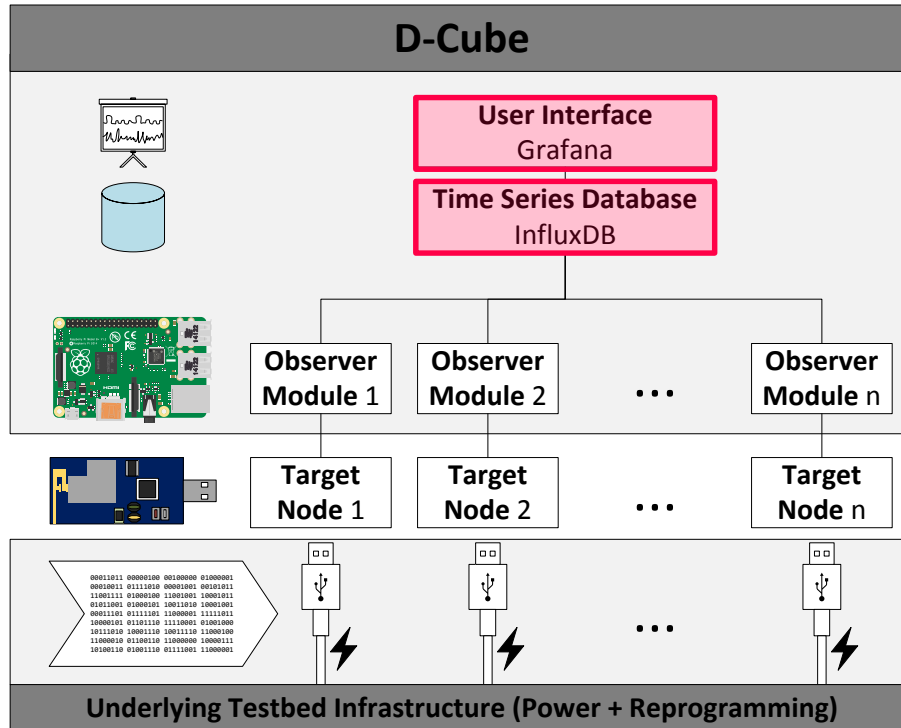 D-Cube
User Interface
Grafana
Time Series Database
InfluxDB
Observer
Module 1
Observer
Module 2
...
Observer
Module n
Target
Node 1
Target
Node 2
...
Target
Node n
00011011 00000100 00100000 01000001
00010011 01111010 00001001 00101011
11001111 01000100 11001001 10001011
01011001 01000101 10011010 10001001
00011101 01111101 11000001 11111011
10000101 01101110 11110001 01001000
10111010 10001110 10011110 11000100
11000010 01100110 11000000 10000111
10100110 01001110 01111001 11000001
...
Underlying Testbed Infrastructure (Power + Reprogramming)